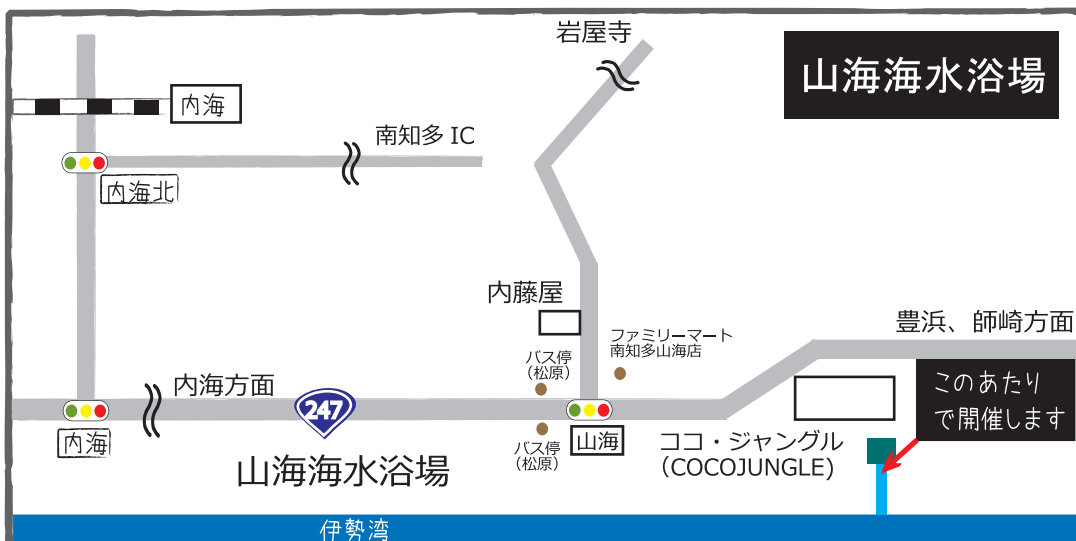 岩屋寺
山海海水浴場
内海
南知多 IC
内海北
内藤屋
豊浜、師崎方面
ファミリーマート
南知多山海店
バス停
(松原)
内海方面
このあたり
で開催します
247
内海
山海
ココ・ジャングル
(COCOJUNGLE)
バス停
(松原)
山海海水浴場
伊勢湾